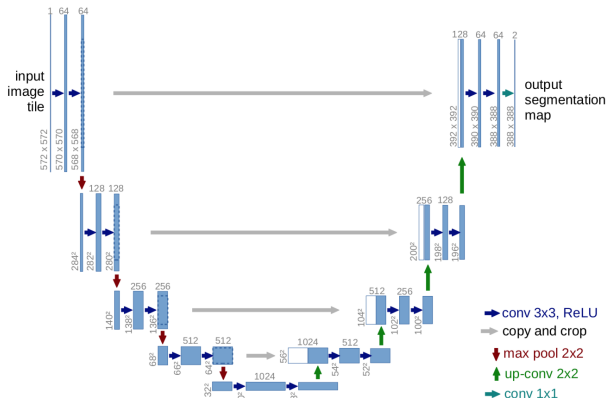 1 64 64
128 64 64 2
input
image
tile
output
segmentation
map
572 x 572
570 x 570
568 x 568
392 x 392
390 x 390
388 x 388
388 x 388
128 128
256 128
284²
282²
280²
200²
198²
196²
256 256
512 256
140²
138²
136²
104²
102²
100²
512 512
1024 512
68²
66²
64²
56²
54²
52²
1024
32²
conv 3x3, ReLU
copy and crop
max pool 2x2
up-conv 2x2
conv 1x1